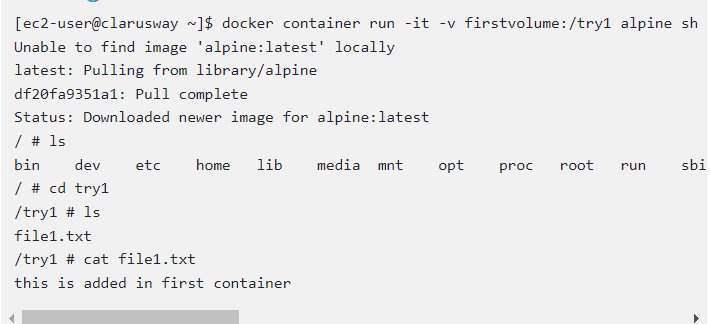 [ec2-user@clarusway ~]$ docker container run -it -v firstvolume:/try1 alpine sh
Unable to find image 'alpine:latest' locally
latest: Pulling from library/alpine
df20fa9351a1: Pull complete
Status: Downloaded newer image for alpine:latest
/ # ls
bin    dev    etc    home   lib    media  mnt    opt    proc   root   run    sbi
/ # cd try1
/try1 # ls
file1.txt
/try1 # cat file1.txt
this is added in first container